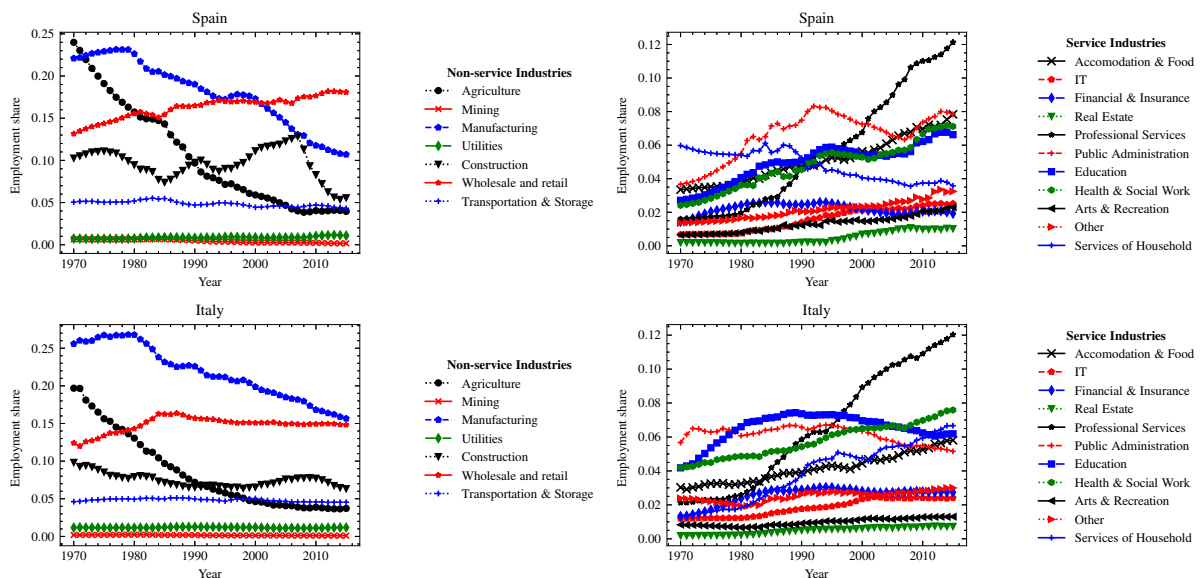 Spain
Employment share
0.25
0.20
0.15
0.10
0.05
0.00
1970 1980 1990 2000 2010
Year
Non-service Industries
Agriculture
Mining
Manufacturing
Utilities
Construction
Wholesale and retail
Transportation & Storage
Spain
Employment share
0.12
0.10
0.08
0.06
0.04
0.02
0.00
1970 1980 1990 2000 2010
Year
Service Industries
Accomodation & Food
IT
Financial & Insurance
Real Estate
Professional Services
Public Administration
Education
Health & Social Work
Arts & Recreation
Other
Services of Household
Italy
Employment share
0.25
0.20
0.15
0.10
0.05
0.00
1970 1980 1990 2000 2010
Year
Non-service Industries
Agriculture
Mining
Manufacturing
Utilities
Construction
Wholesale and retail
Transportation & Storage
Italy
Employment share
0.12
0.10
0.08
0.06
0.04
0.02
0.00
1970 1980 1990 2000 2010
Year
Service Industries
Accomodation & Food
IT
Financial & Insurance
Real Estate
Professional Services
Public Administration
Education
Health & Social Work
Arts & Recreation
Other
Services of Household